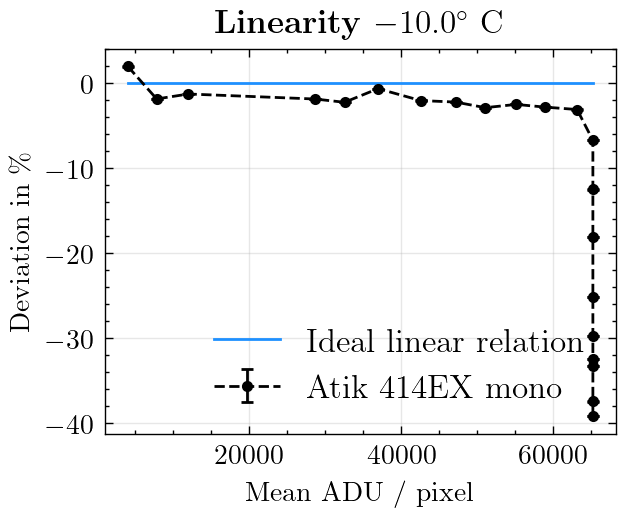 Linearity −10.0° C
Deviation in %
0
−10
−20
−30
−40
Ideal linear relation
Atik 414EX mono
20000 40000 60000
Mean ADU / pixel